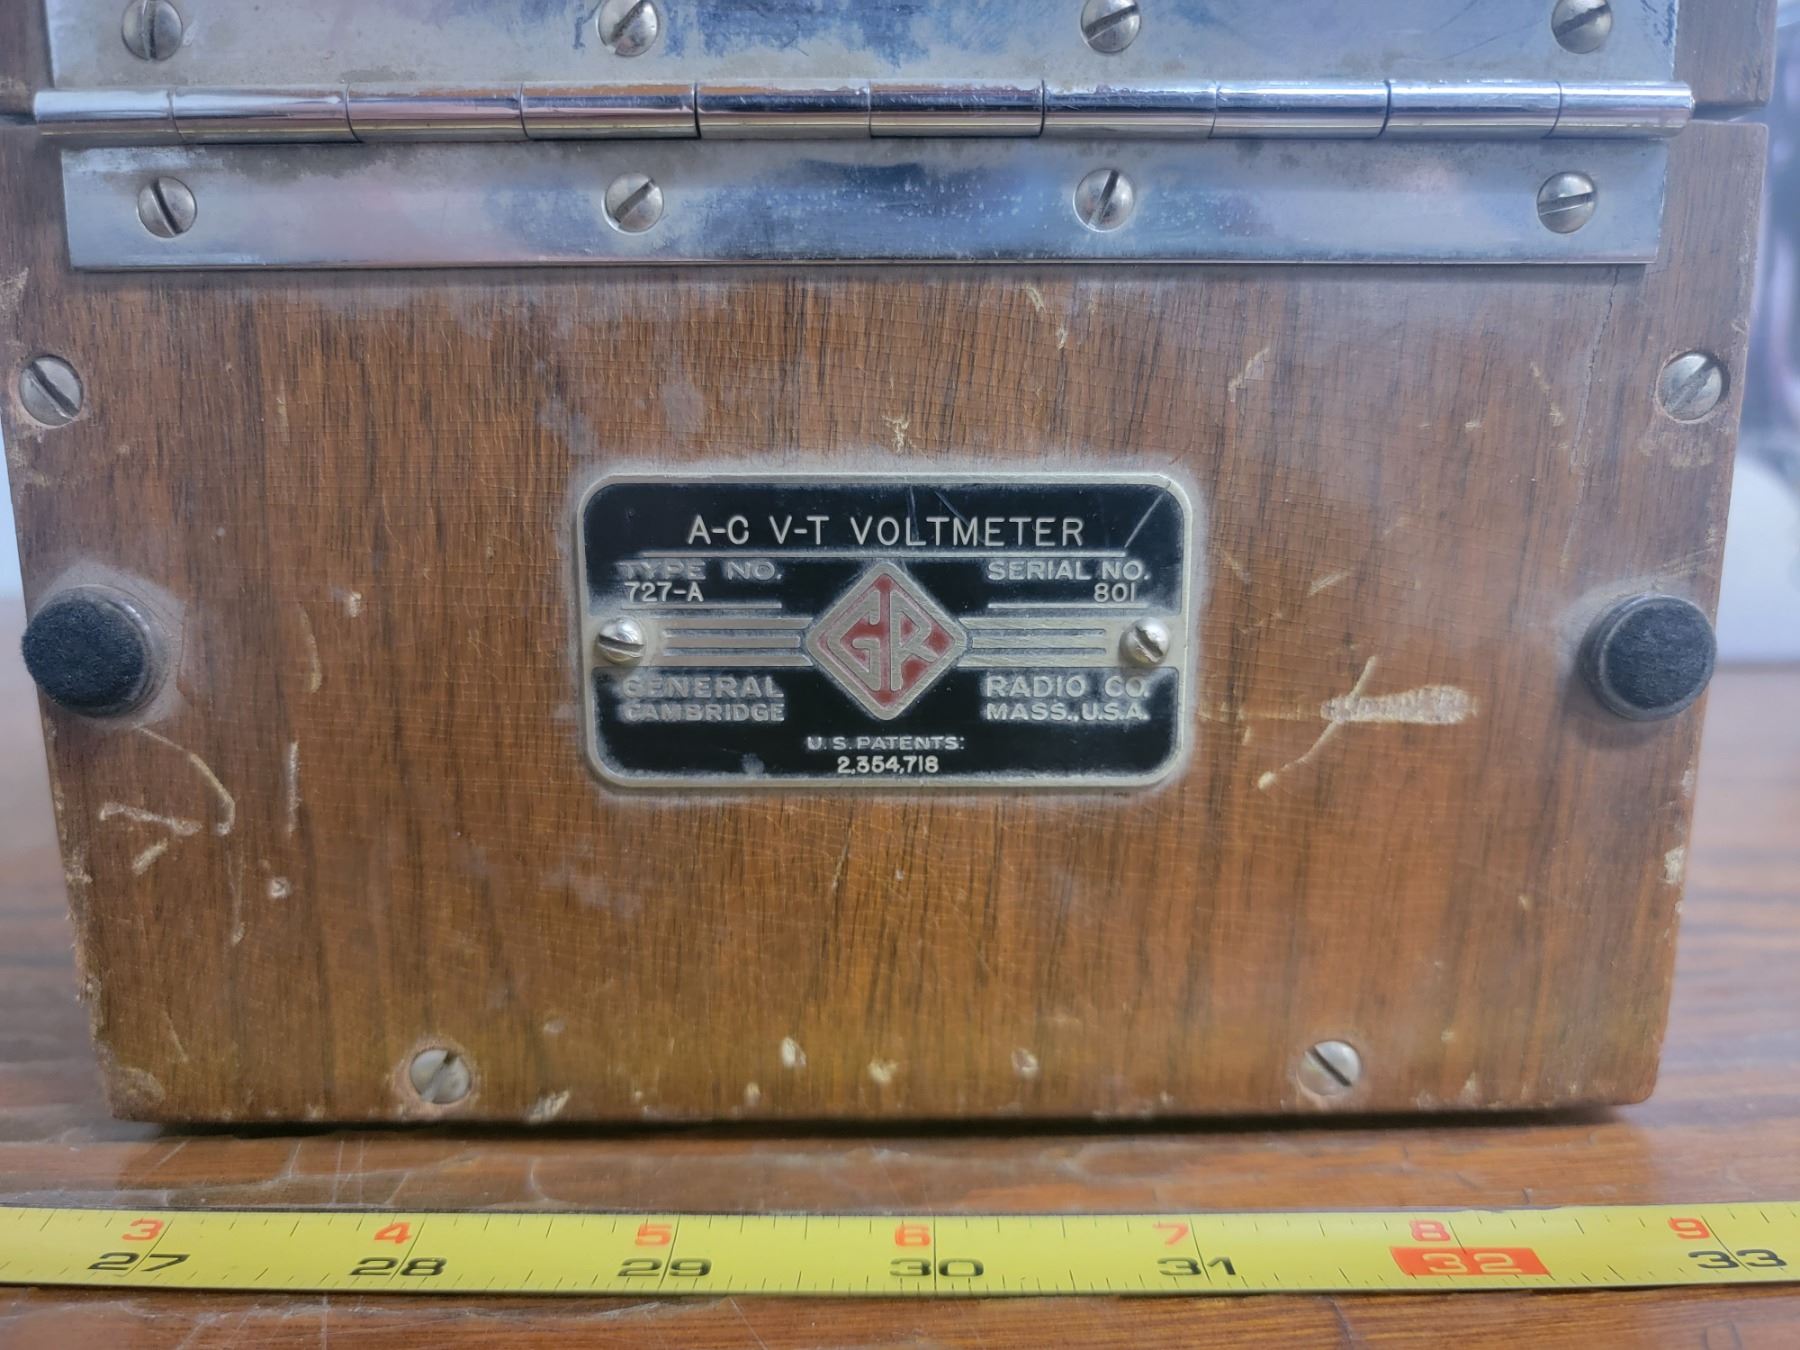 A-C V-T VOLTMETER
TYPE NO. SERIAL NO.
727-A 801
GR
GENERAL RADIO CO.
CAMBRIDGE MASS., U.S.A.
U.S. PATENTS:
2,354,718
3 4 5 6 7 8 9
27 28 29 30 31 32 33